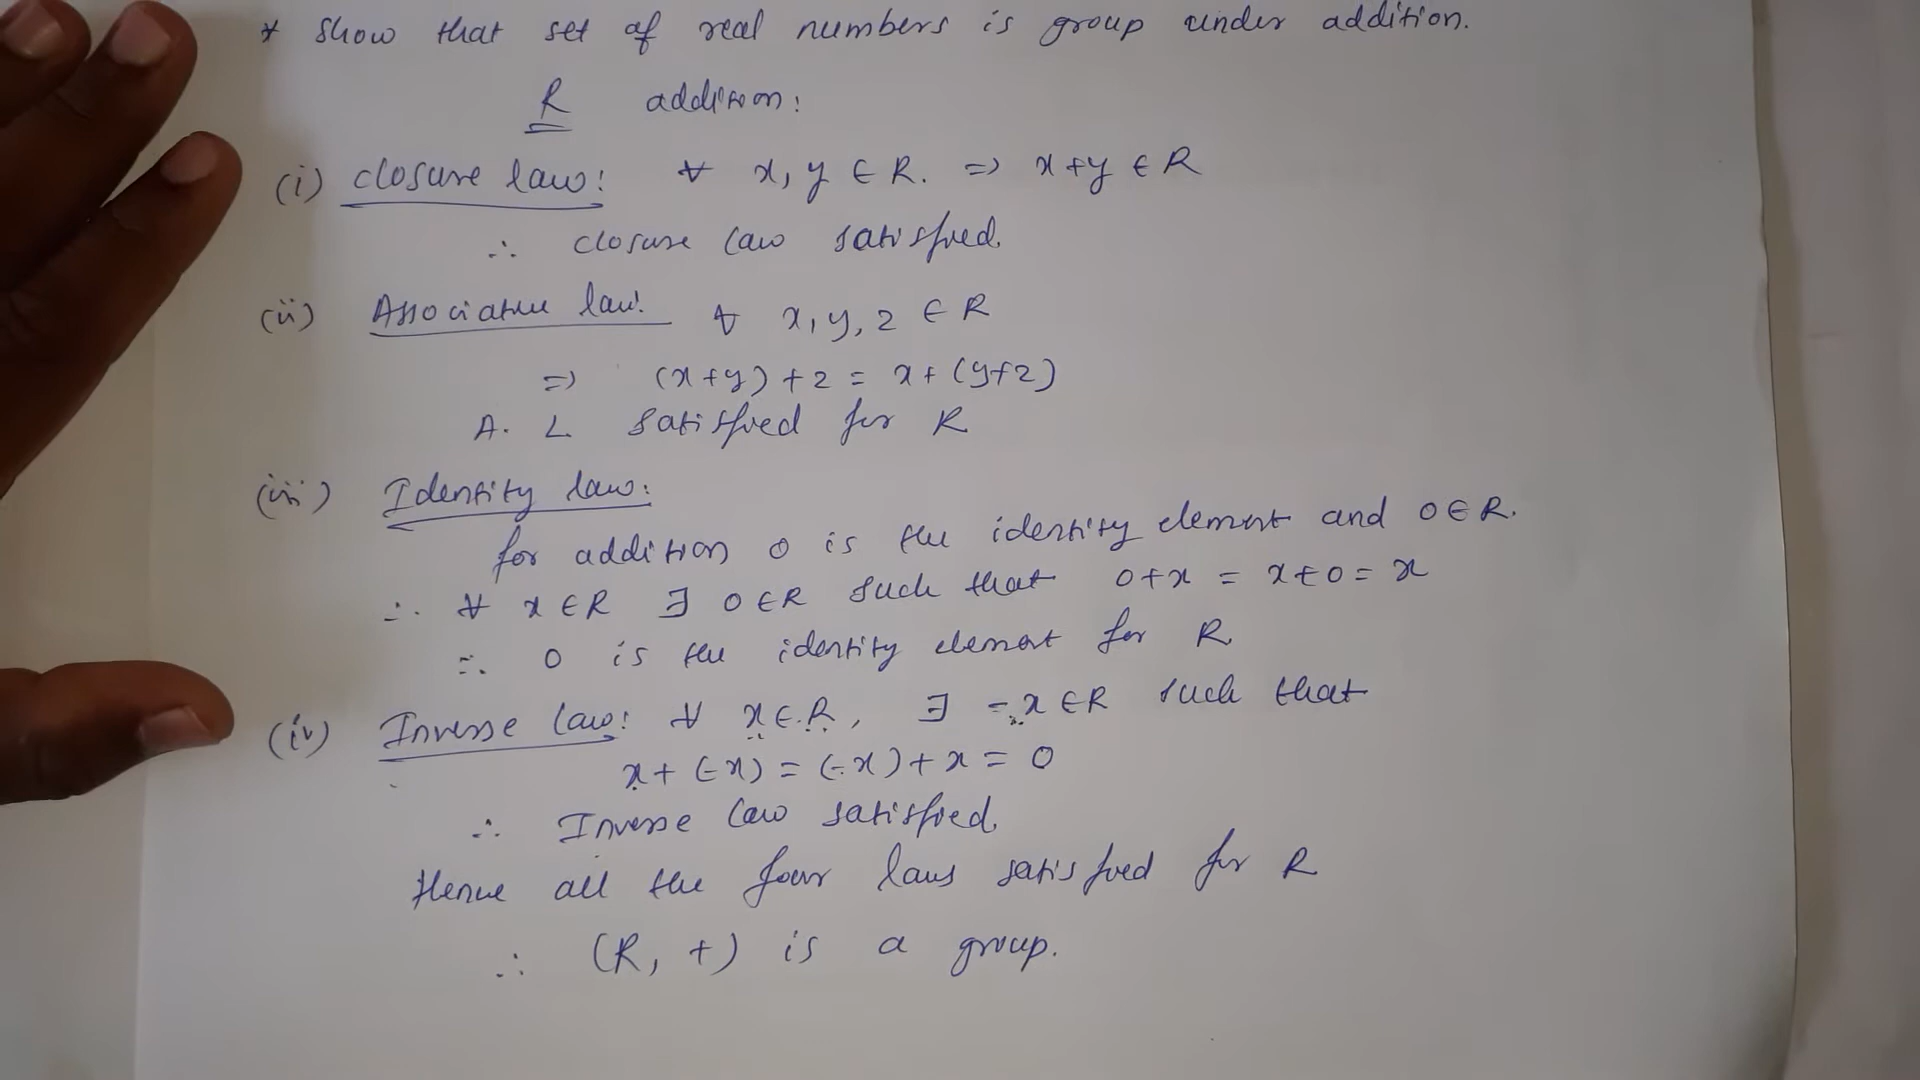 * Show that set of real numbers is group under addition.
R addition:
(i) closure law: ∀ x, y ∈ R. => x+y ∈ R
∴ closure law satisfied.
(ii) Associative law: ∀ x, y, z ∈ R
=> (x+y)+z = x+(y+z)
A. L satisfied for R
(iii) Identity law:
for addition 0 is the identity element and 0 ∈ R.
∴ ∀ x ∈ R ∃ 0 ∈ R such that 0+x = x+0 = x
∴ 0 is the identity element for R
(iv) Inverse law: ∀ x ∈ R, ∃ -x ∈ R such that
x+(-x) = (-x)+x = 0
∴ Inverse law satisfied.
Hence all the four laws satisfied for R
∴ (R, +) is a group.